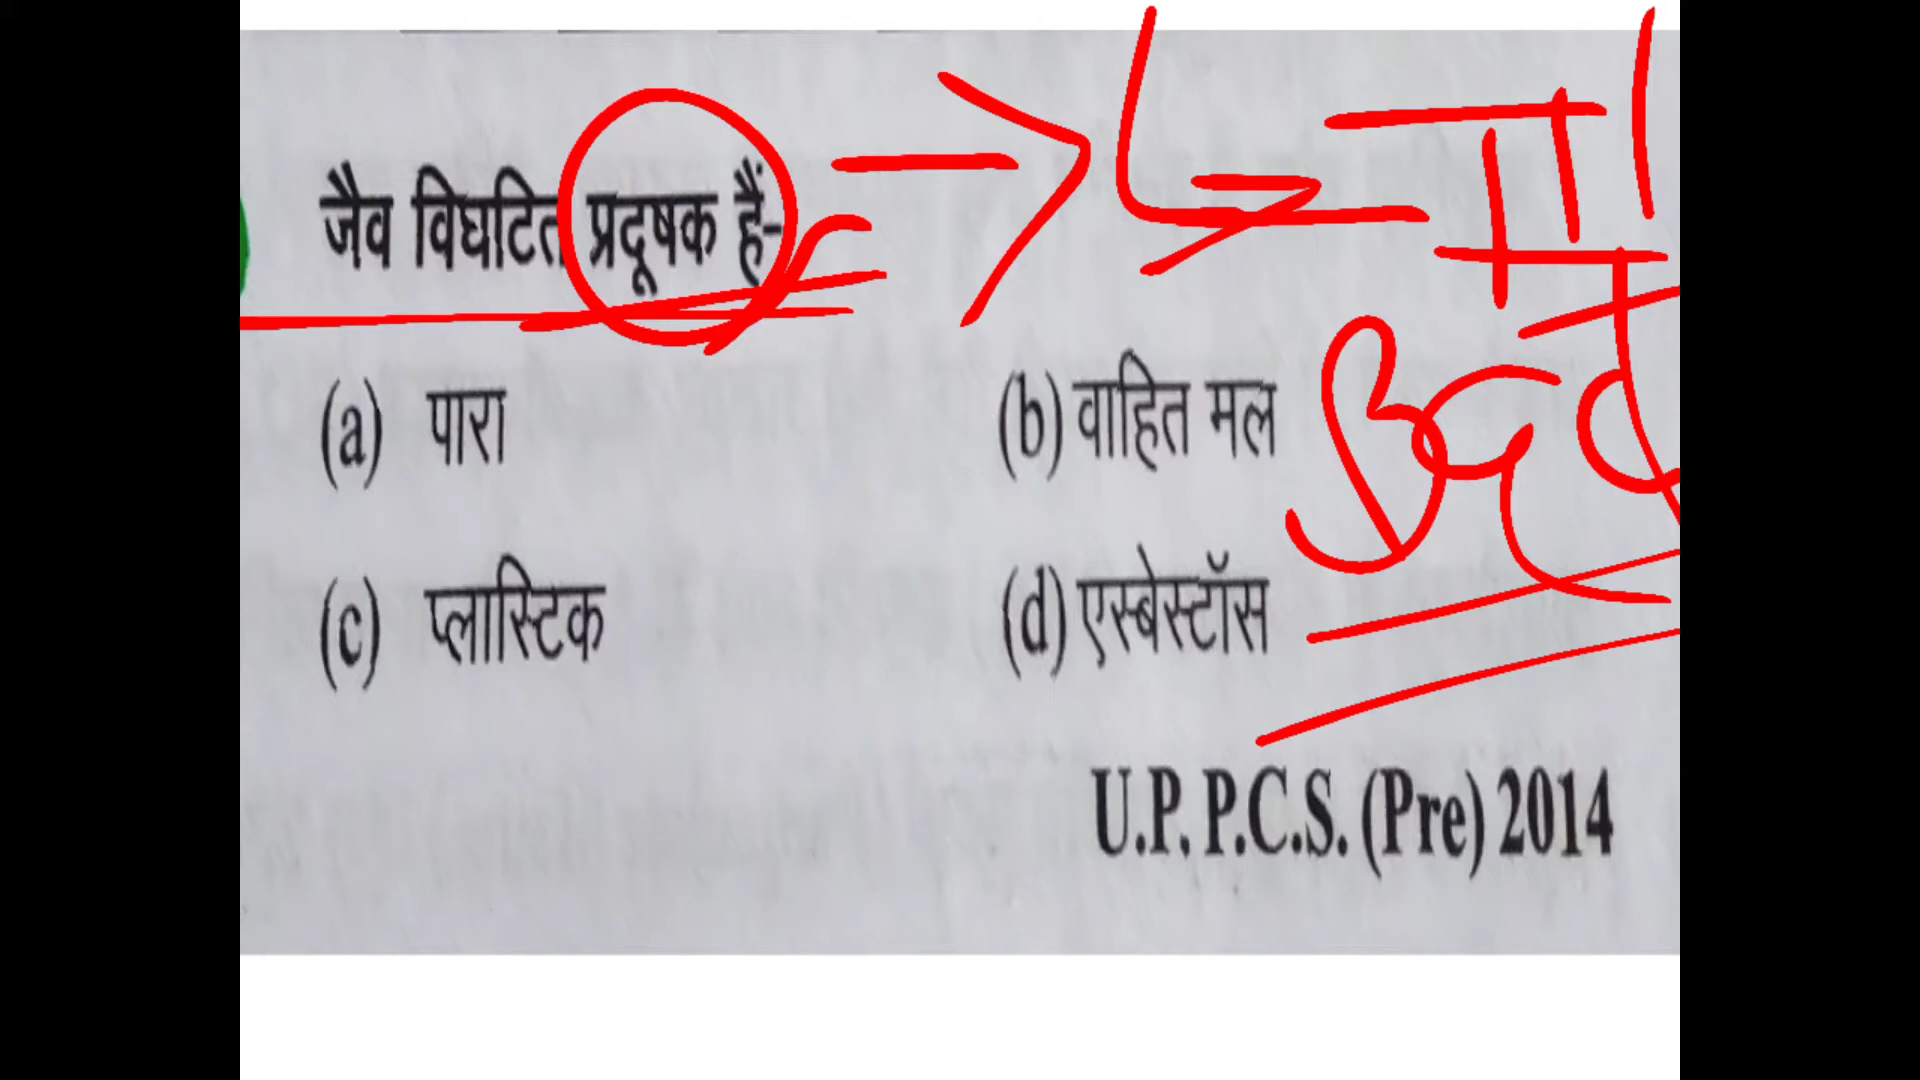 जैव विघटित प्रदूषक हैं-
(a) पारा
(b) वाहित मल
(c) प्लास्टिक
(d) एस्बेस्टॉस
U.P. P.C.S. (Pre) 2014